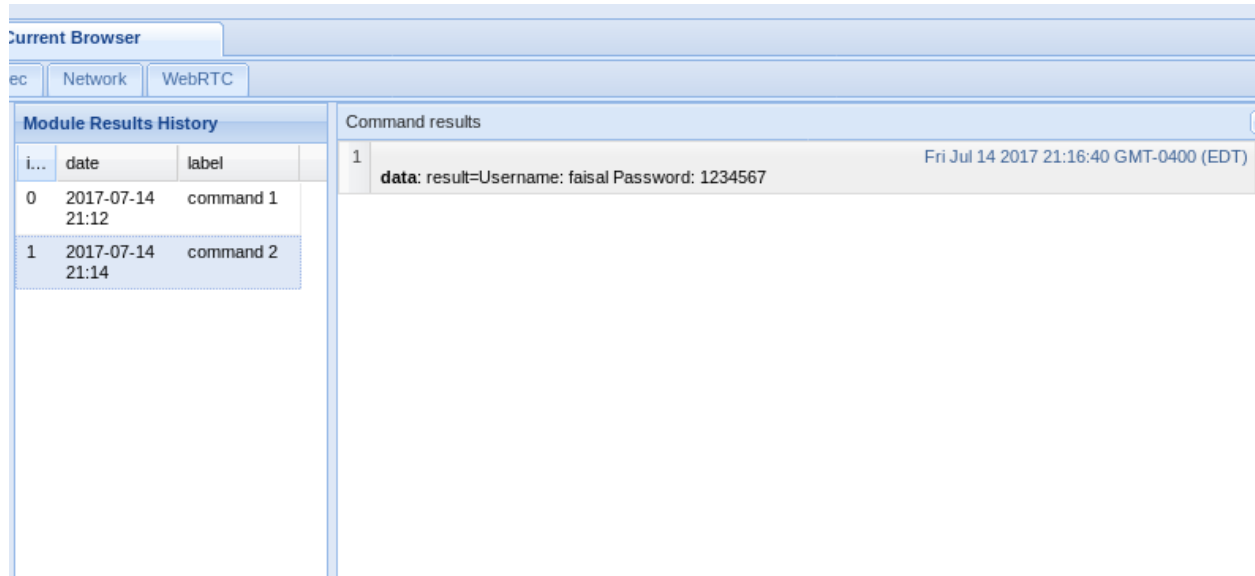 Current Browser
ec Network WebRTC
Module Results History
i... date label
0 2017-07-14 21:12 command 1
1 2017-07-14 21:14 command 2
Command results
1 Fri Jul 14 2017 21:16:40 GMT-0400 (EDT)
data: result=Username: faisal Password: 1234567